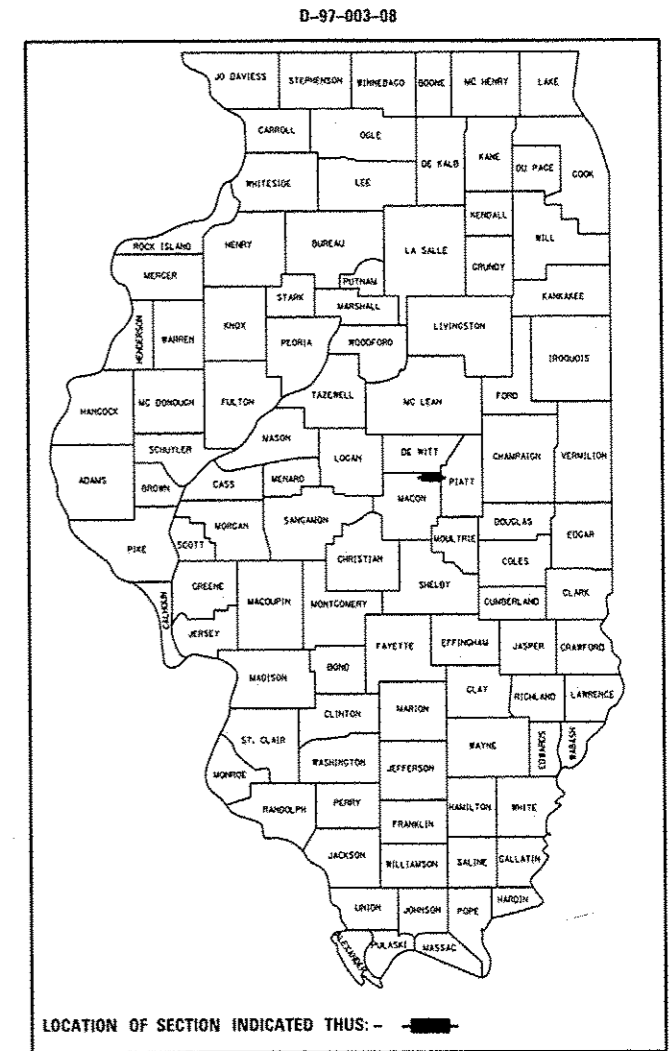 D-97-003-08
JO DAVIESS STEPHENSON WINNEBAGO BOONE MC HENRY LAKE
CARROLL OGLE
DE KALB KANE DU PAGE COOK
WHITESIDE LEE
KENDALL
ROCK ISLAND HENRY BUREAU LA SALLE WILL
MERCER PUTNAM GRUNDY
STARK MARSHALL KANKAKEE
HENDERSON WARREN KNOX PEORIA WOODFORD LIVINGSTON IROQUOIS
HANCOCK MC DONOUGH FULTON TAZEWELL MC LEAN FORD
MASON
SCHUYLER LOGAN DE WITT CHAMPAIGN VERMILION
ADAMS BROWN CASS MENARD PIATT
MACON
MORGAN SANGAMON DOUGLAS
PIKE SCOTT MOULTRIE EDGAR
CHRISTIAN COLES
GREENE SHELBY
CALHOUN MACOUPIN MONTGOMERY CUMBERLAND CLARK
JERSEY
FAYETTE EFFINGHAM JASPER CRAWFORD
BOND
MADISON CLAY RICHLAND LAWRENCE
CLINTON MARION
ST. CLAIR WAYNE EDWARDS WABASH
WASHINGTON JEFFERSON
MONROE
RANDOLPH PERRY HAMILTON WHITE
FRANKLIN
JACKSON WILLIAMSON SALINE GALLATIN
HARDIN
UNION JOHNSON POPE
ALEXANDER PULASKI MASSAC
LOCATION OF SECTION INDICATED THUS: -